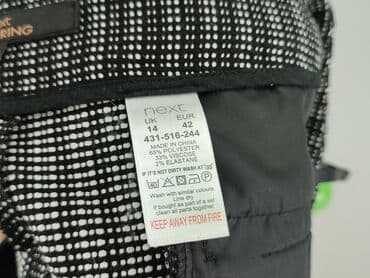 RING
next
UK EUR
14 42
431-516-244
MADE IN CHINA
65% POLYESTER
33% VISCOSE
2% ELASTANE
IF IT'S NOT DIRTY WASH AT 30
Wash with similar colours
Line dry
If bought as part of a set
clean all parts together
KEEP AWAY FROM FIRE